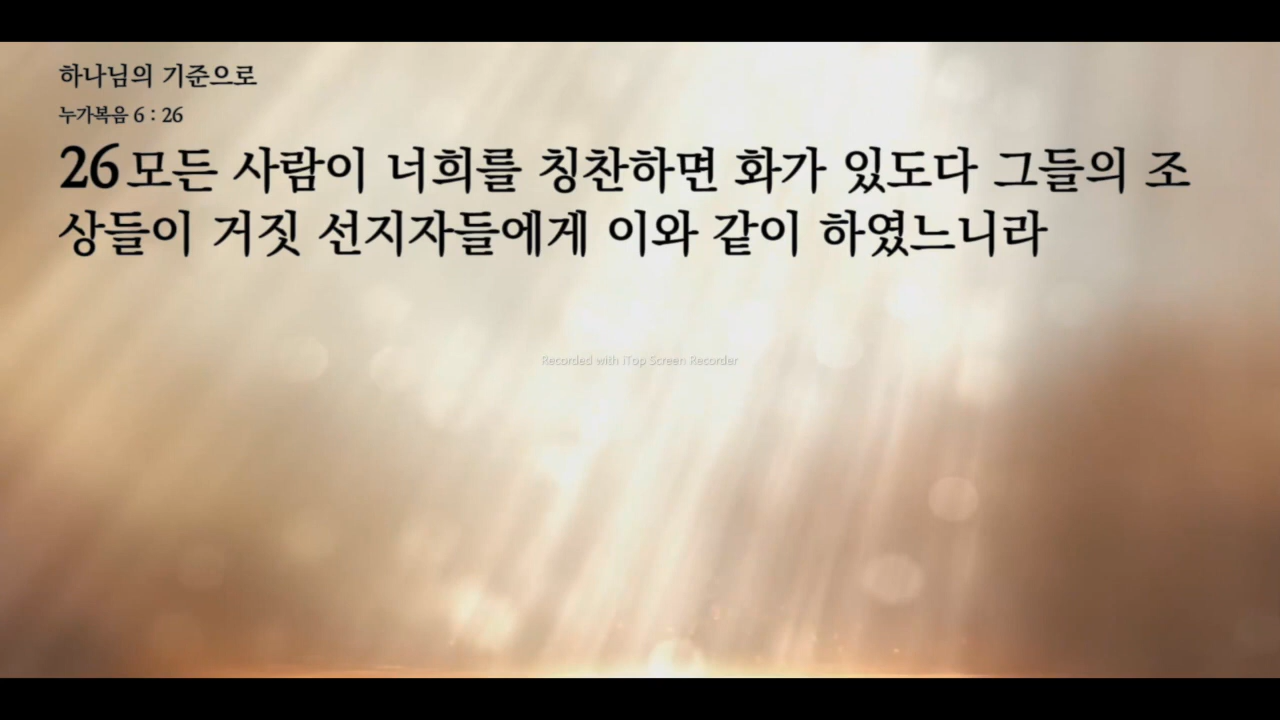 하나님의 기준으로
누가복음 6 : 26
26 모든 사람이 너희를 칭찬하면 화가 있도다 그들의 조
상들이 거짓 선지자들에게 이와 같이 하였느니라
Recorded with iTop Screen Recorder